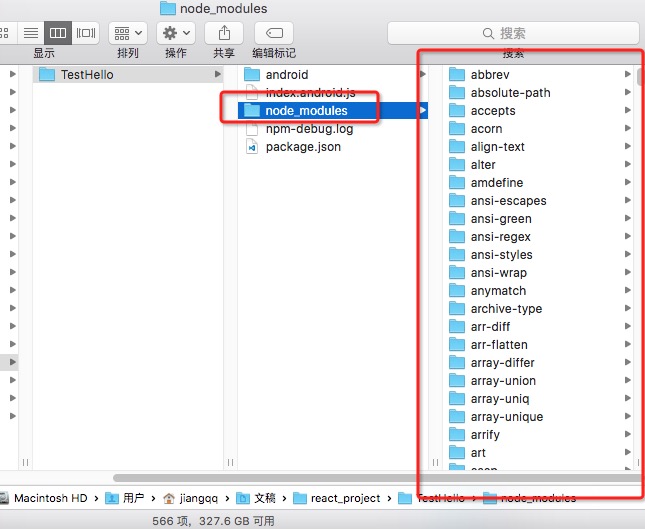 node_modules
搜索
显示
排列
操作
共享
编辑标记
搜索
TestHello
android
index.android.js
node_modules
npm-debug.log
package.json
abbrev
absolute-path
accepts
acorn
align-text
alter
amdefine
ansi-escapes
ansi-green
ansi-regex
ansi-styles
ansi-wrap
anymatch
archive-type
arr-diff
arr-flatten
array-differ
array-union
array-uniq
array-unique
arrify
art
asap
Macintosh HD
用户
jiangqq
文稿
react_project
TestHello
node_modules
566 项，327.6 GB 可用